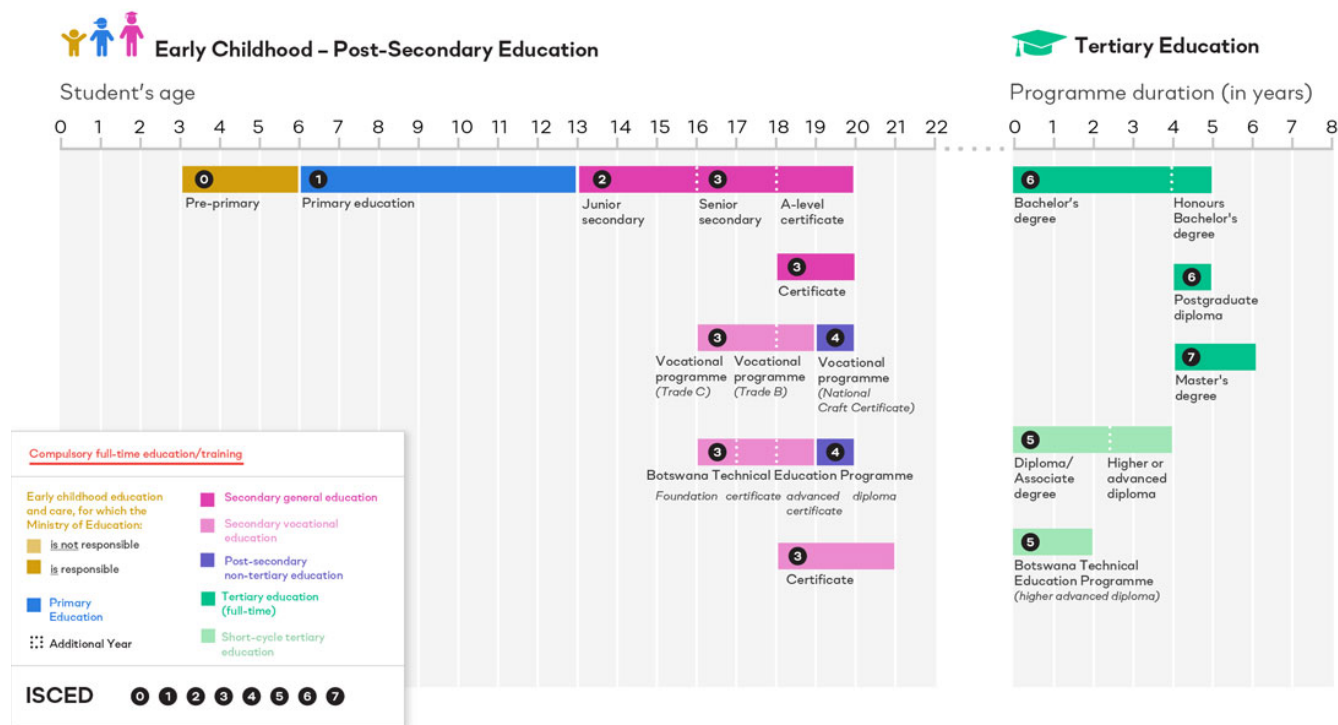 Early Childhood – Post-Secondary Education
Student's age
0 1 2 3 4 5 6 7 8 9 10 11 12 13 14 15 16 17 18 19 20 21 22
0
Pre-primary
1
Primary education
2
Junior
secondary
3
Senior
secondary
A-level
certificate
3
Certificate
3
Vocational
programme
(Trade C)
Vocational
programme
(Trade B)
4
Vocational
programme
(National
Craft Certificate)
3
4
Botswana Technical Education Programme
Foundation certificate advanced diploma
certificate
3
Certificate
Tertiary Education
Programme duration (in years)
0 1 2 3 4 5 6 7 8
6
Bachelor's
degree
Honours
Bachelor's
degree
6
Postgraduate
diploma
7
Master's
degree
5
Diploma/
Associate
degree
Higher or
advanced
diploma
5
Botswana Technical
Education Programme
(higher advanced diploma)
Compulsory full-time education/training
Early childhood education
and care, for which the
Ministry of Education:
is not responsible
is responsible
Primary
Education
Additional Year
Secondary general education
Secondary vocational
education
Post-secondary
non-tertiary education
Tertiary education
(full-time)
Short-cycle tertiary
education
ISCED 0 1 2 3 4 5 6 7